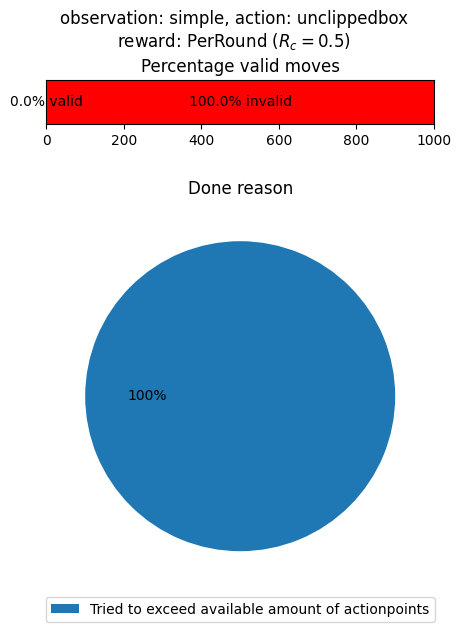 observation: simple, action: unclippedbox
reward: PerRound ($R_c = 0.5$)
Percentage valid moves
0.0% valid 100.0% invalid
0 200 400 600 800 1000
Done reason
100%
Tried to exceed available amount of actionpoints